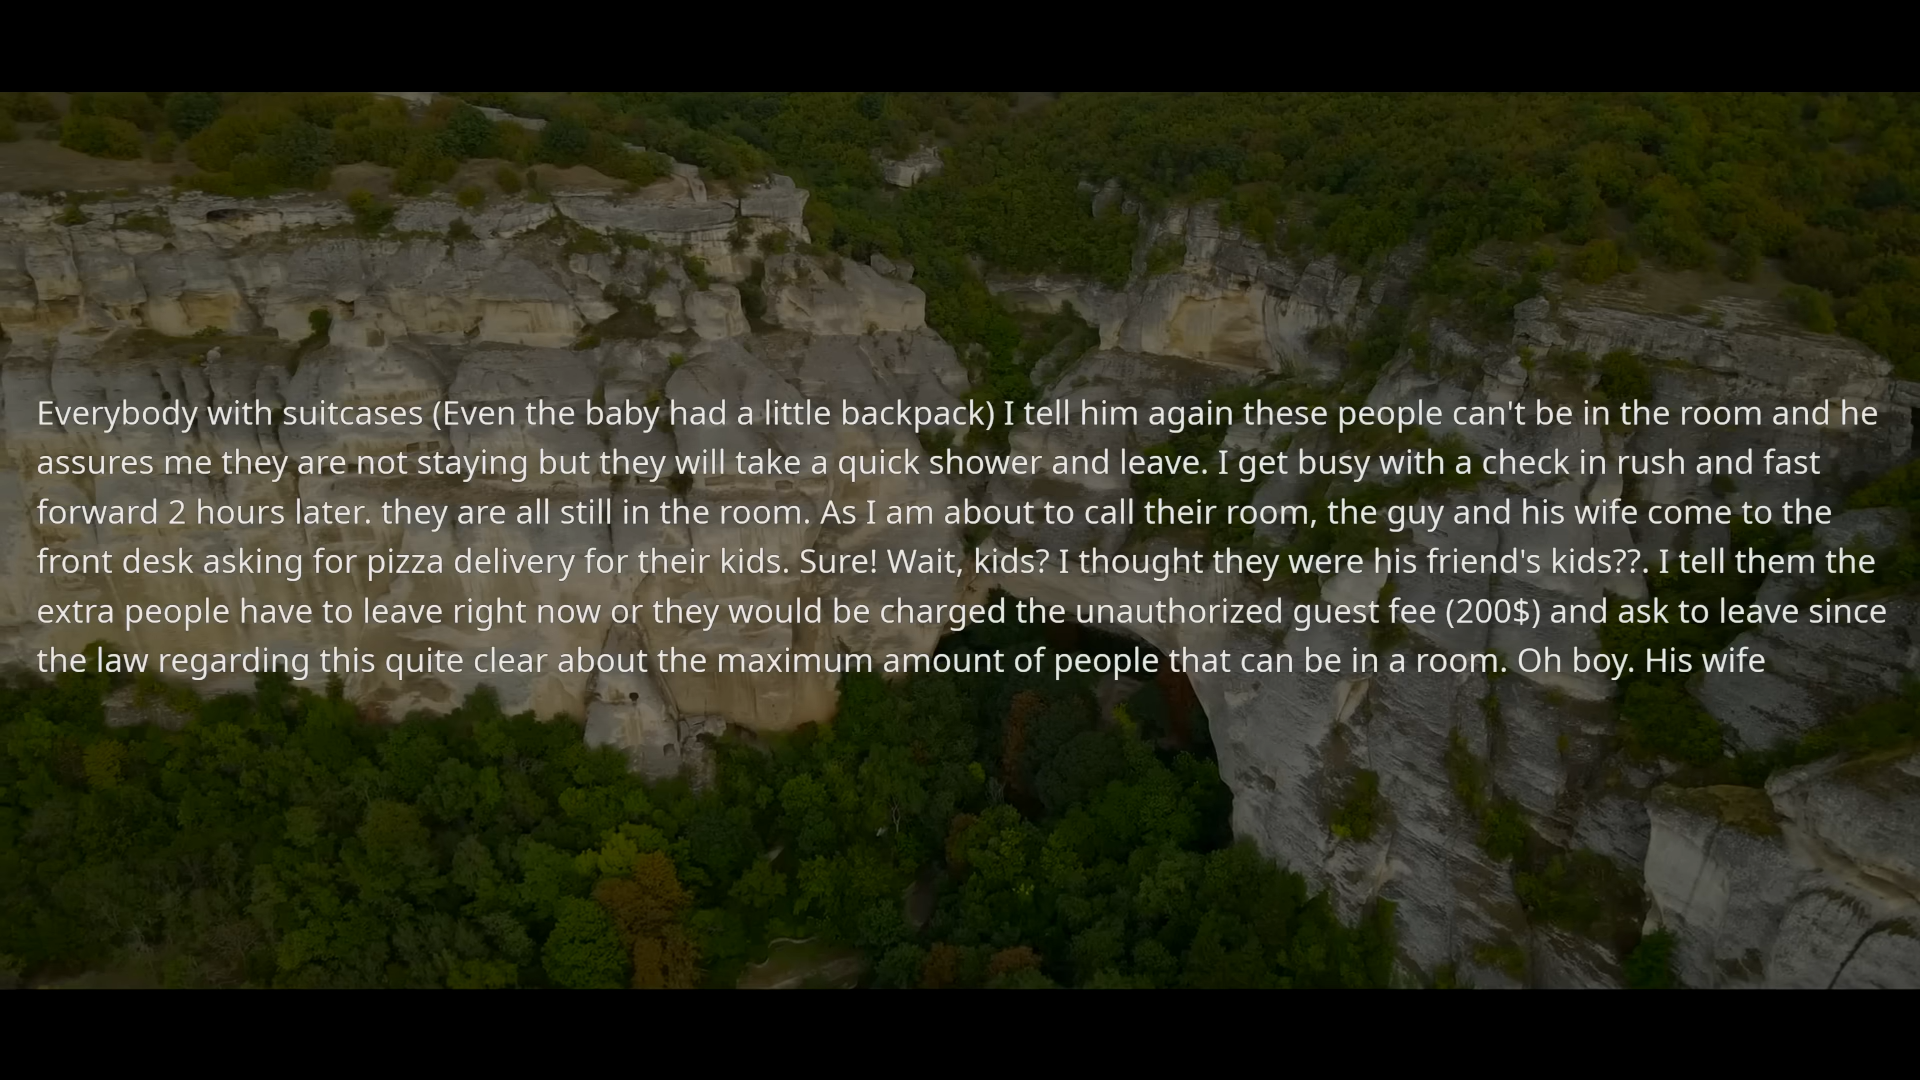 Everybody with suitcases (Even the baby had a little backpack) I tell him again these people can't be in the room and he
assures me they are not staying but they will take a quick shower and leave. I get busy with a check in rush and fast
forward 2 hours later. they are all still in the room. As I am about to call their room, the guy and his wife come to the
front desk asking for pizza delivery for their kids. Sure! Wait, kids? I thought they were his friend's kids??. I tell them the
extra people have to leave right now or they would be charged the unauthorized guest fee (200$) and ask to leave since
the law regarding this quite clear about the maximum amount of people that can be in a room. Oh boy. His wife